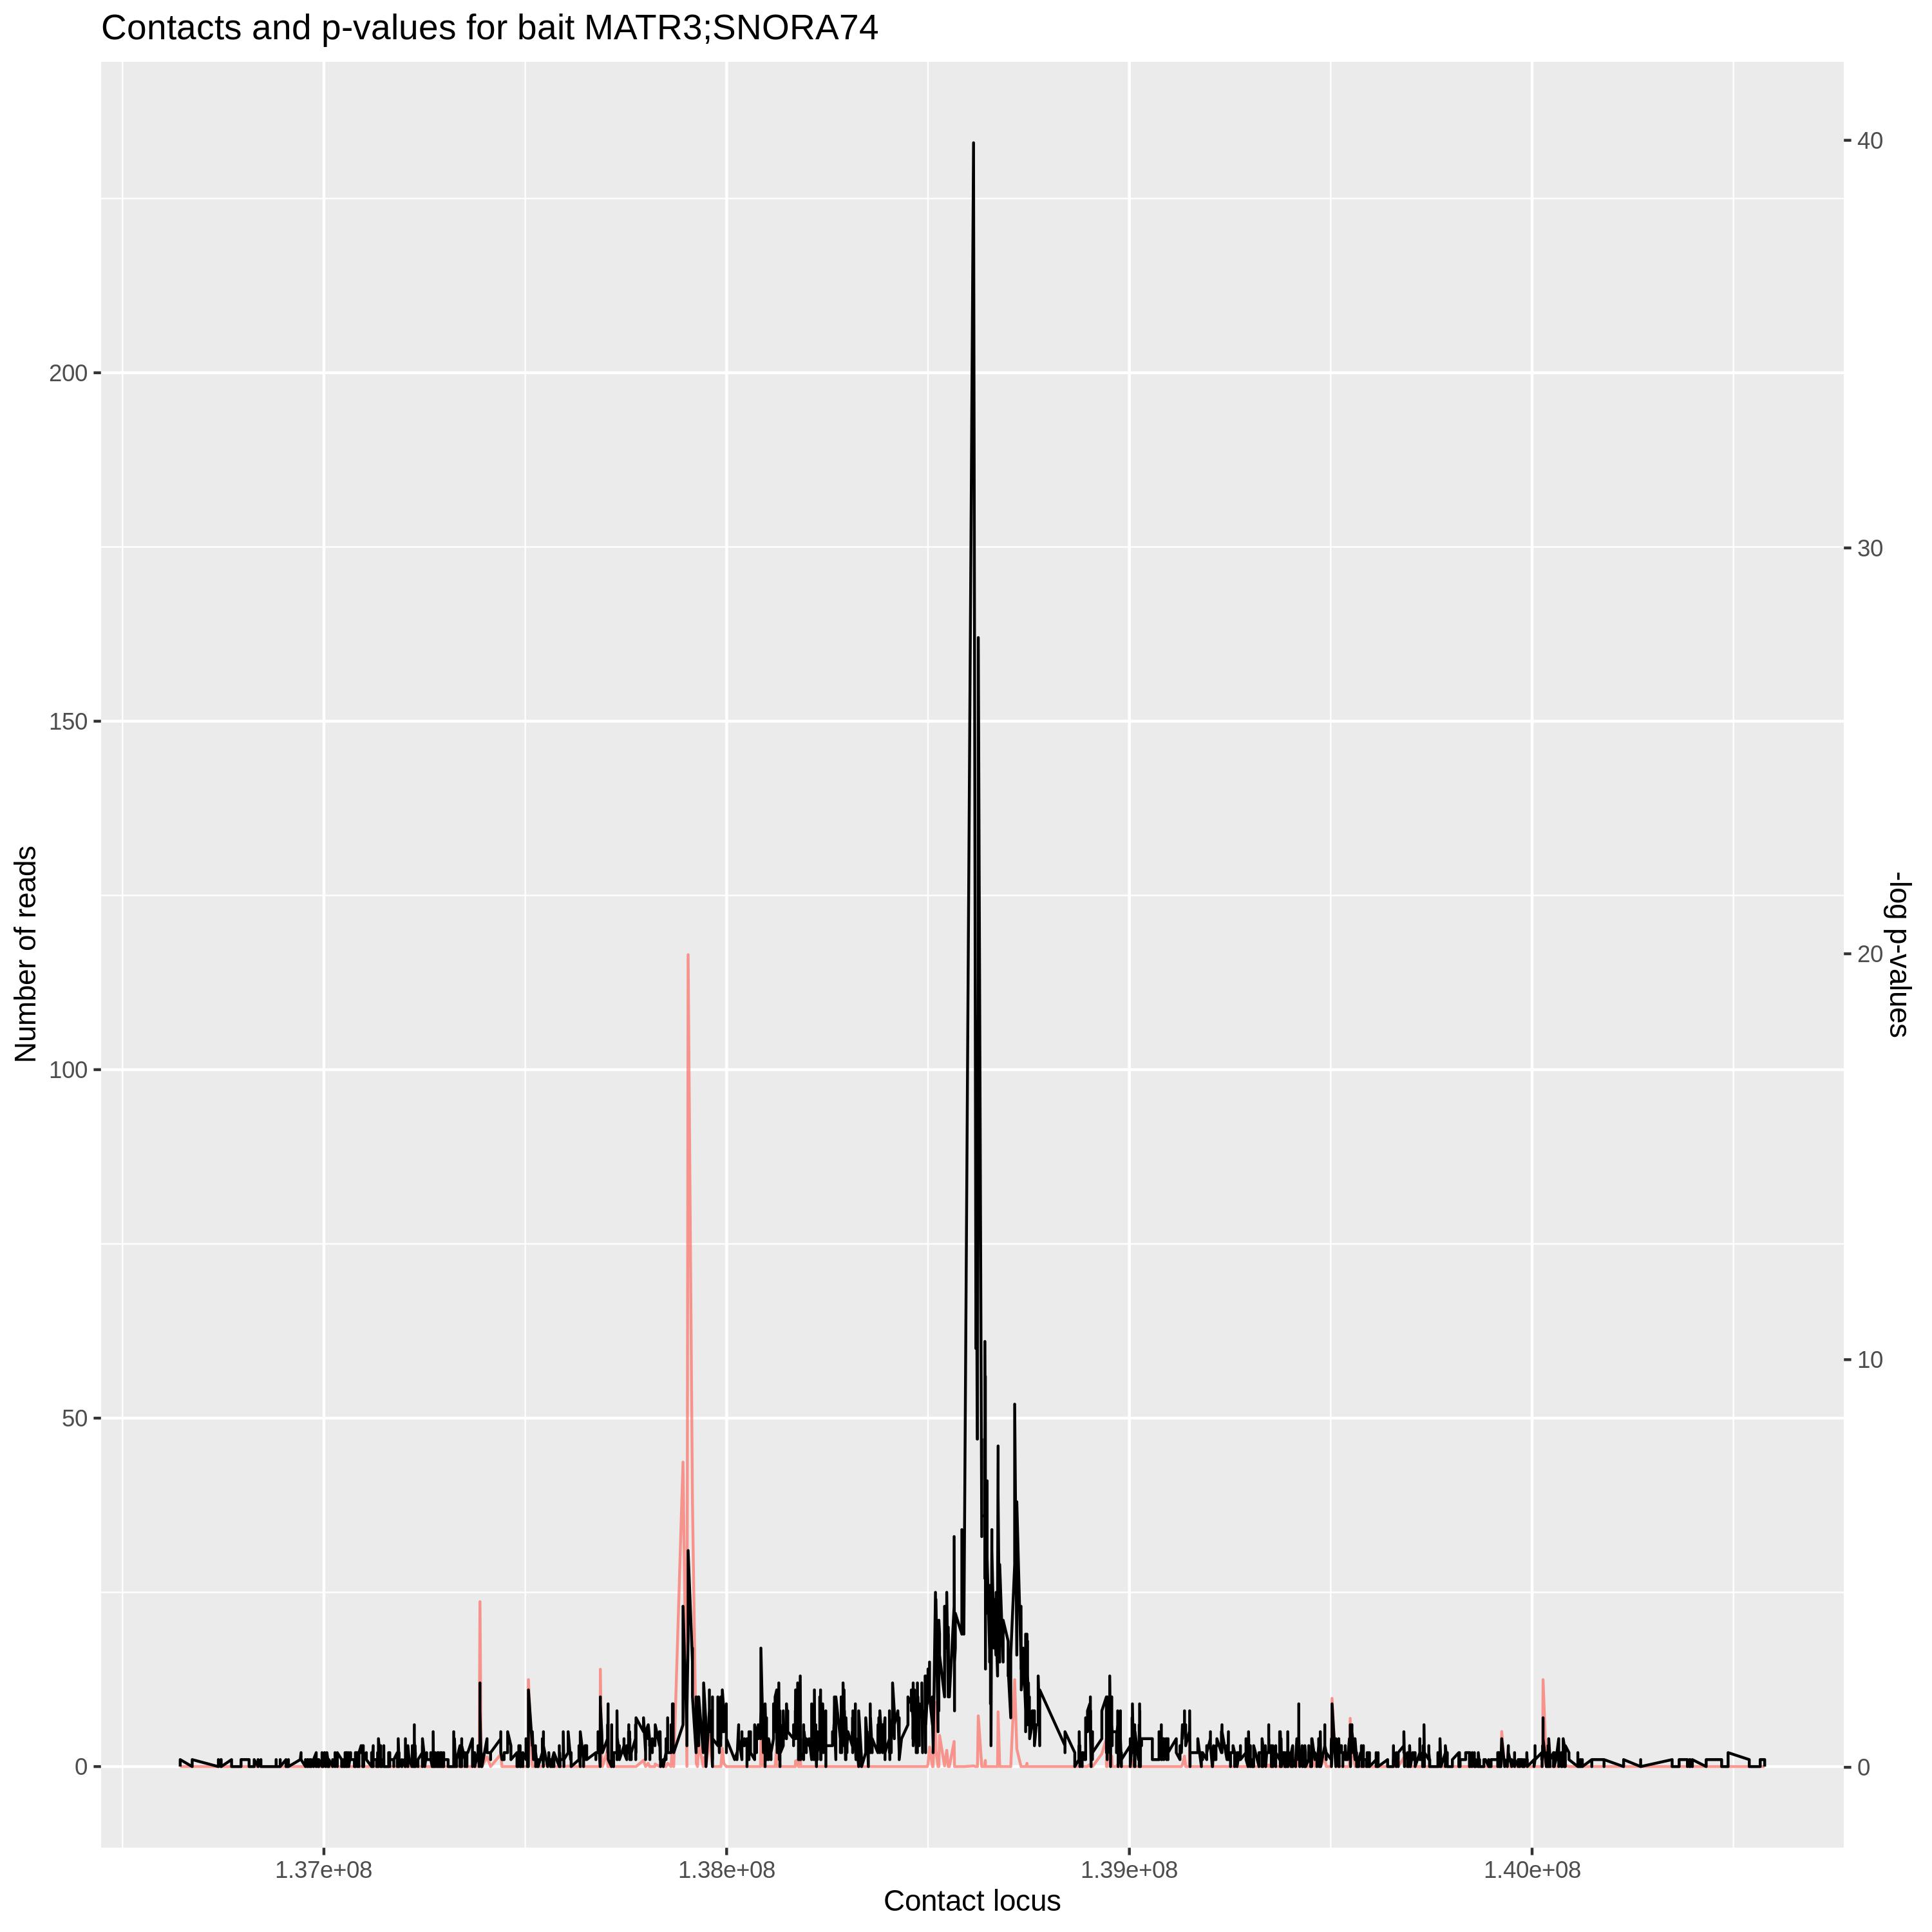 Contacts and p-values for bait MATR3;SNORA74
Number of reads
200
150
100
50
0
40
30
20
10
0
-log p-values
1.37e+08
1.38e+08
1.39e+08
1.40e+08
Contact locus